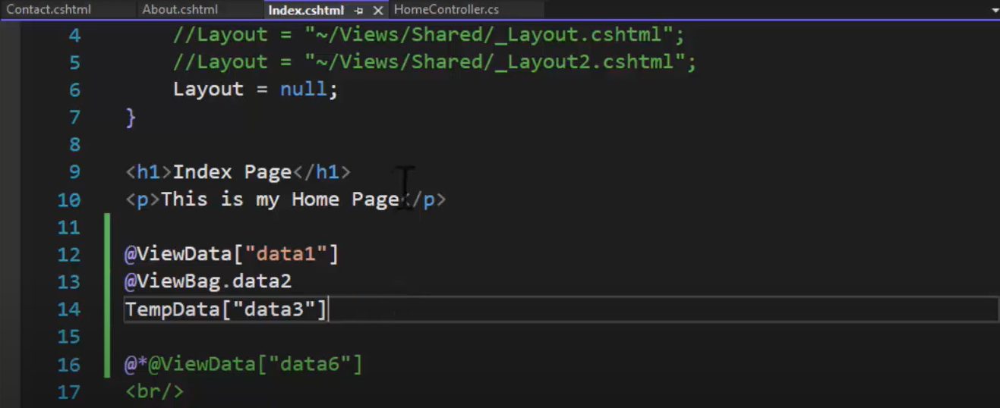 Contact.cshtml About.cshtml Index.cshtml HomeController.cs
4 //Layout = "~/Views/Shared/_Layout.cshtml";
5 //Layout = "~/Views/Shared/_Layout2.cshtml";
6 Layout = null;
7 }
8
9 <h1>Index Page</h1>
10 <p>This is my Home Page</p>
11
12 @ViewData["data1"]
13 @ViewBag.data2
14 TempData["data3"]
15
16 @*@ViewData["data6"]
17 <br/>